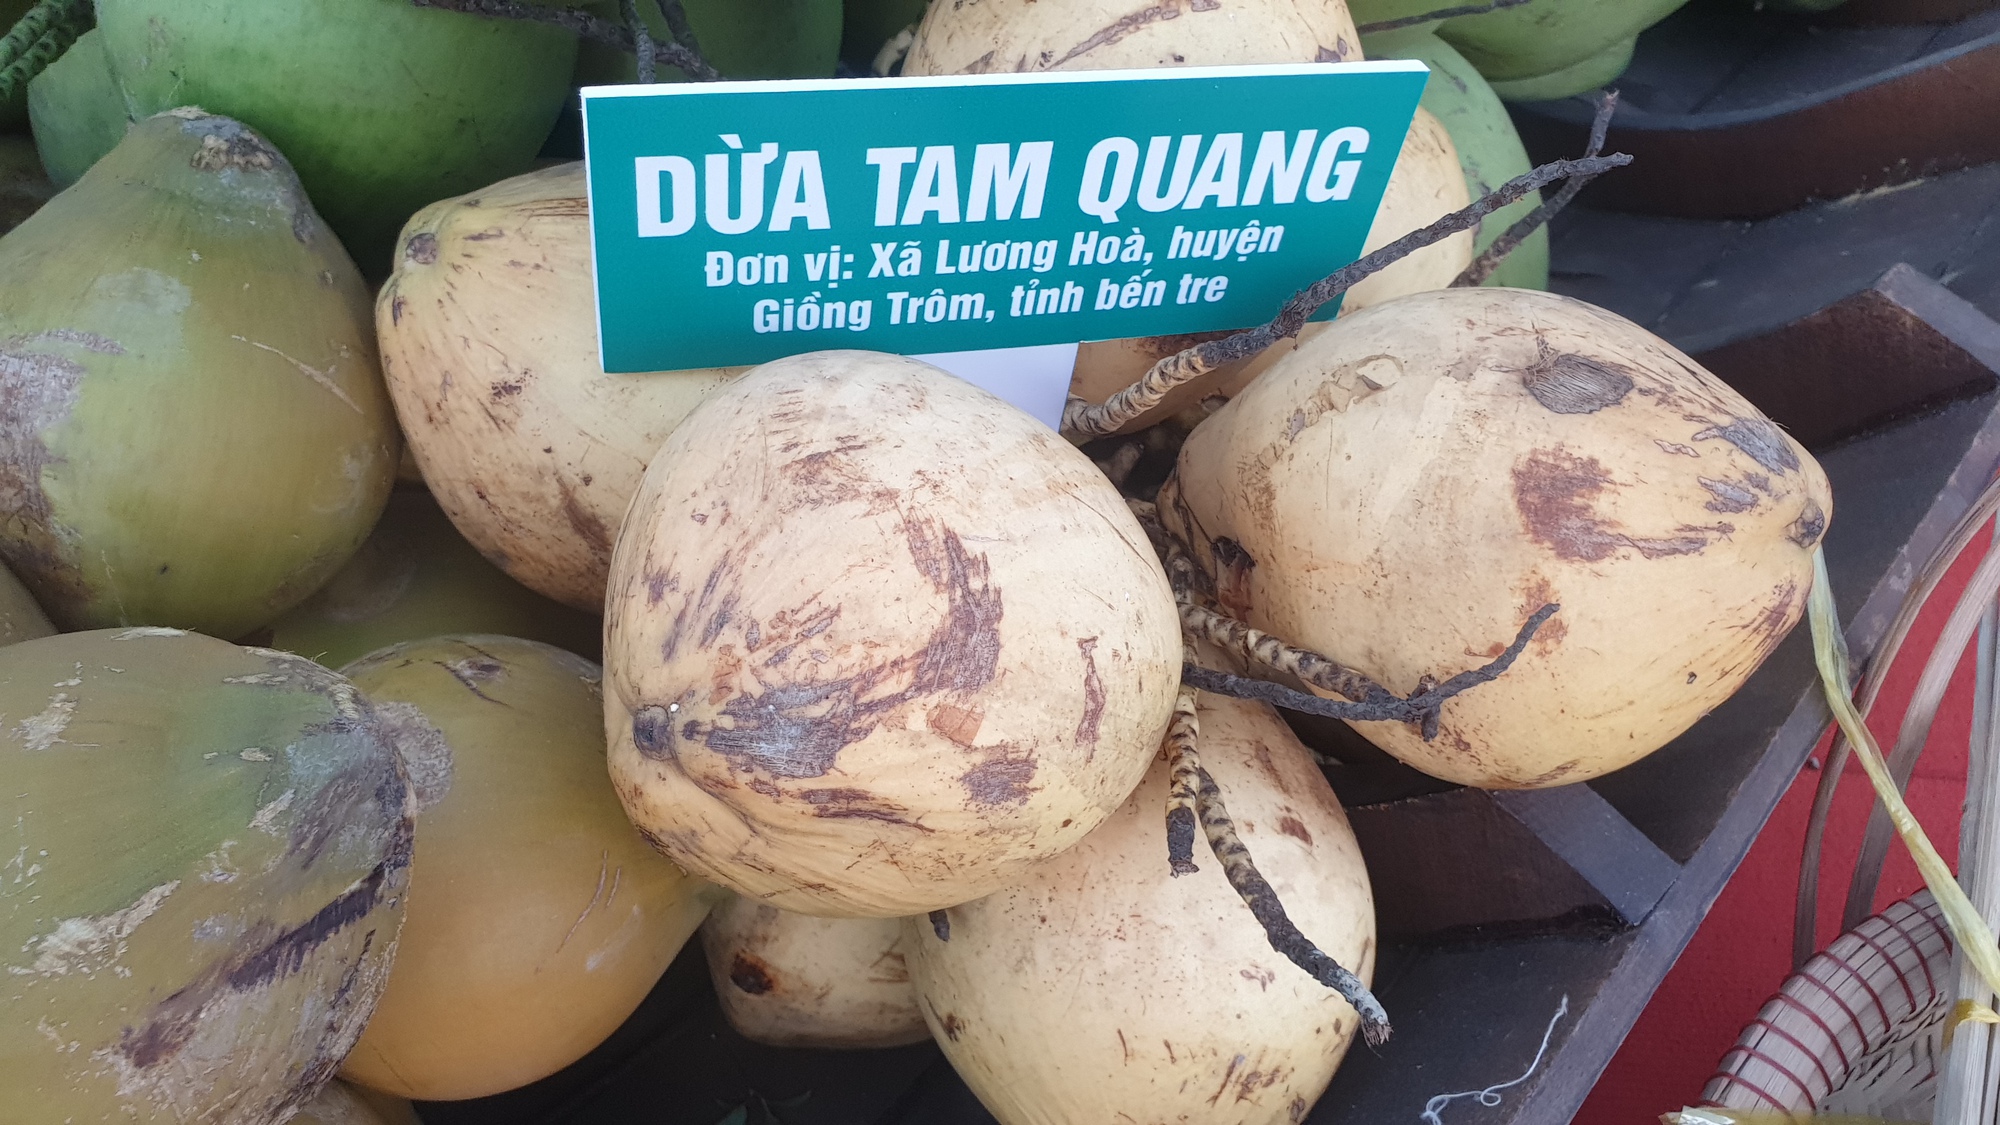 DỪA TAM QUANG
Đơn vị: Xã Lương Hoà, huyện
Giồng Trôm, tỉnh bến tre